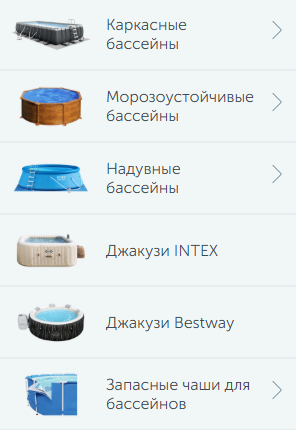 Каркасные
бассейны
Морозоустойчивые
бассейны
Надувные
бассейны
Джакузи INTEX
Джакузи Bestway
Запасные чаши для
бассейнов